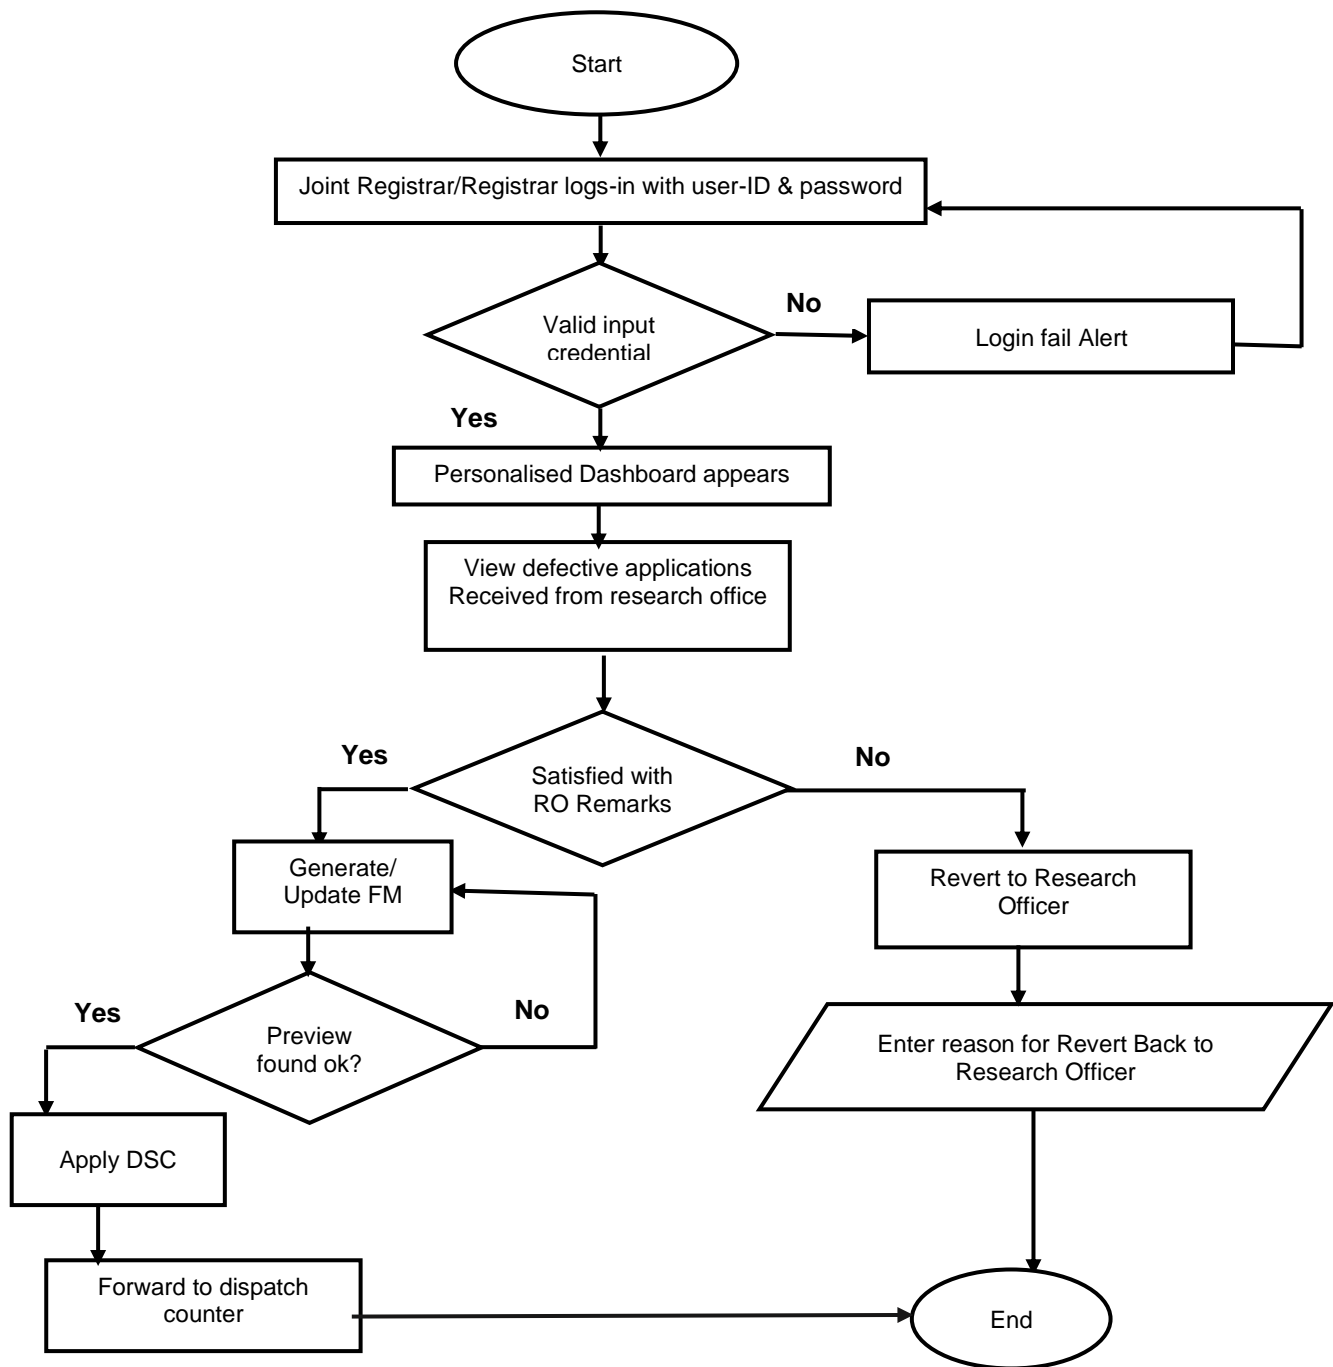 Start
Joint Registrar/Registrar logs-in with user-ID & password
No
Valid input
credential
Login fail Alert
Yes
Personalised Dashboard appears
View defective applications
Received from research office
Yes
No
Satisfied with
RO Remarks
Generate/
Update FM
Revert to Research
Officer
Yes
No
Preview
found ok?
Enter reason for Revert Back to
Research Officer
Apply DSC
Forward to dispatch
counter
End